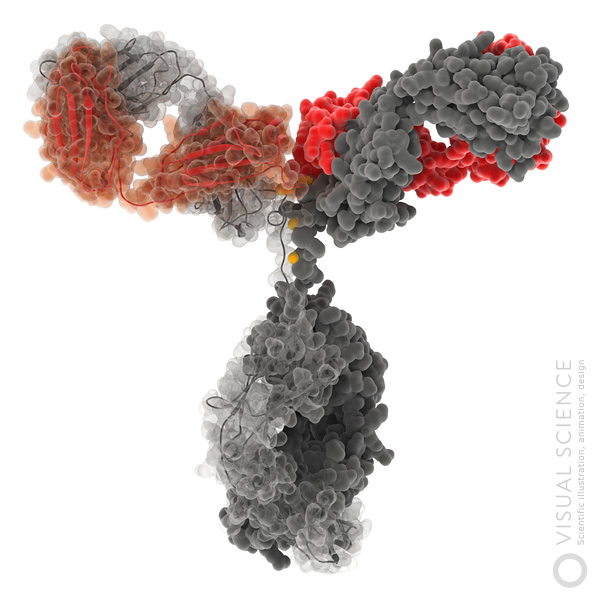 VISUAL SCIENCE
Scientific illustration, animation, design